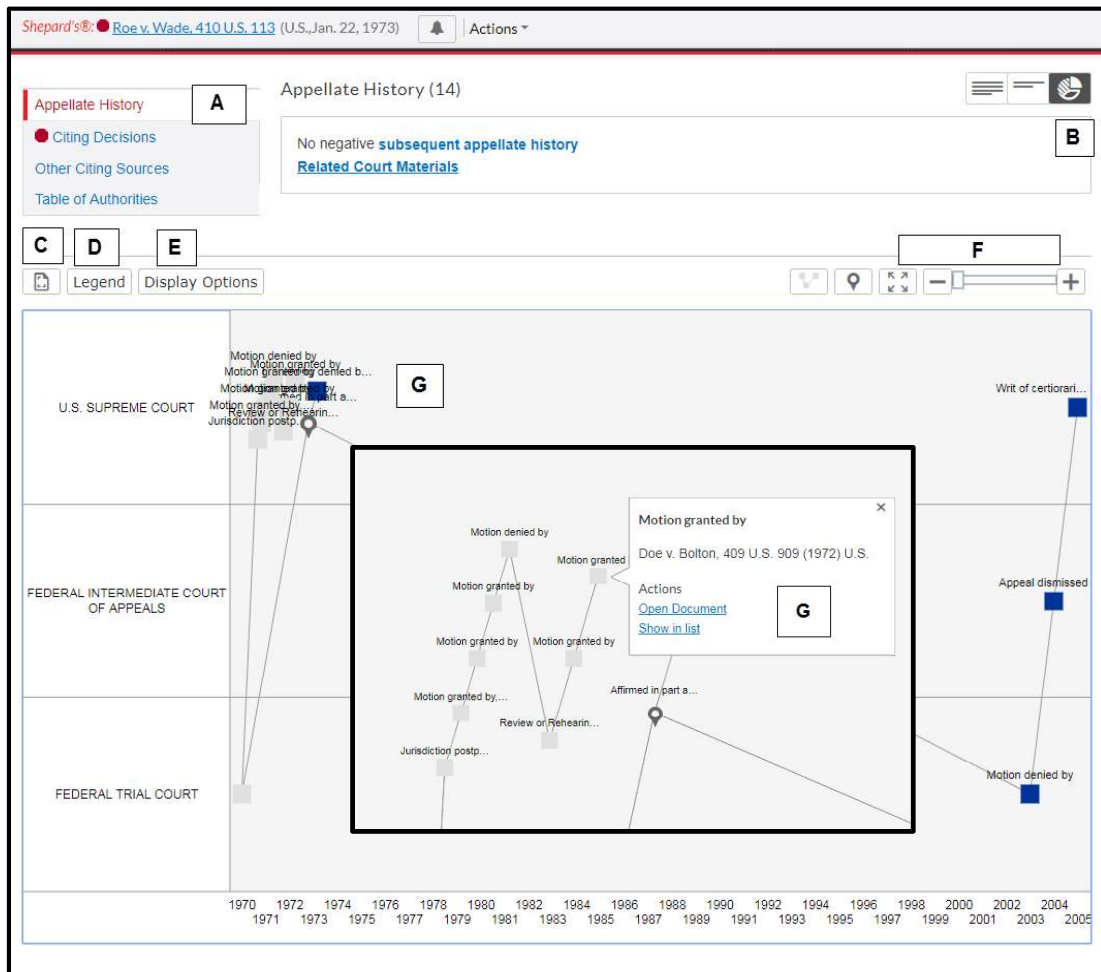 Shepard's®: Roe v. Wade, 410 U.S. 113 (U.S.,Jan. 22, 1973) Actions
Appellate History
A
Citing Decisions
Other Citing Sources
Table of Authorities
Appellate History (14)
B
No negative subsequent appellate history
Related Court Materials
C
D
E
F
Legend
Display Options
U.S. SUPREME COURT
FEDERAL INTERMEDIATE COURT
OF APPEALS
FEDERAL TRIAL COURT
Motion denied by
Motion granted by
denied b...
Motion granted by...
Review or Rehearin...
Jurisdiction postp...
G
Writ of certiorari...
Appeal dismissed
Motion denied by
Motion denied by
Motion granted by
Motion granted by
Motion granted by,...
Jurisdiction postp...
Review or Rehearin...
Motion granted by
Motion granted
Affirmed in part a...
Motion granted by
Doe v. Bolton, 409 U.S. 909 (1972) U.S.
Actions
Open Document
Show in list
G
1970 1972 1974 1976 1978 1980 1982 1984 1986 1988 1990 1992 1994 1996 1998 2000 2002 2004
1971 1973 1975 1977 1979 1981 1983 1985 1987 1989 1991 1993 1995 1997 1999 2001 2003 2005